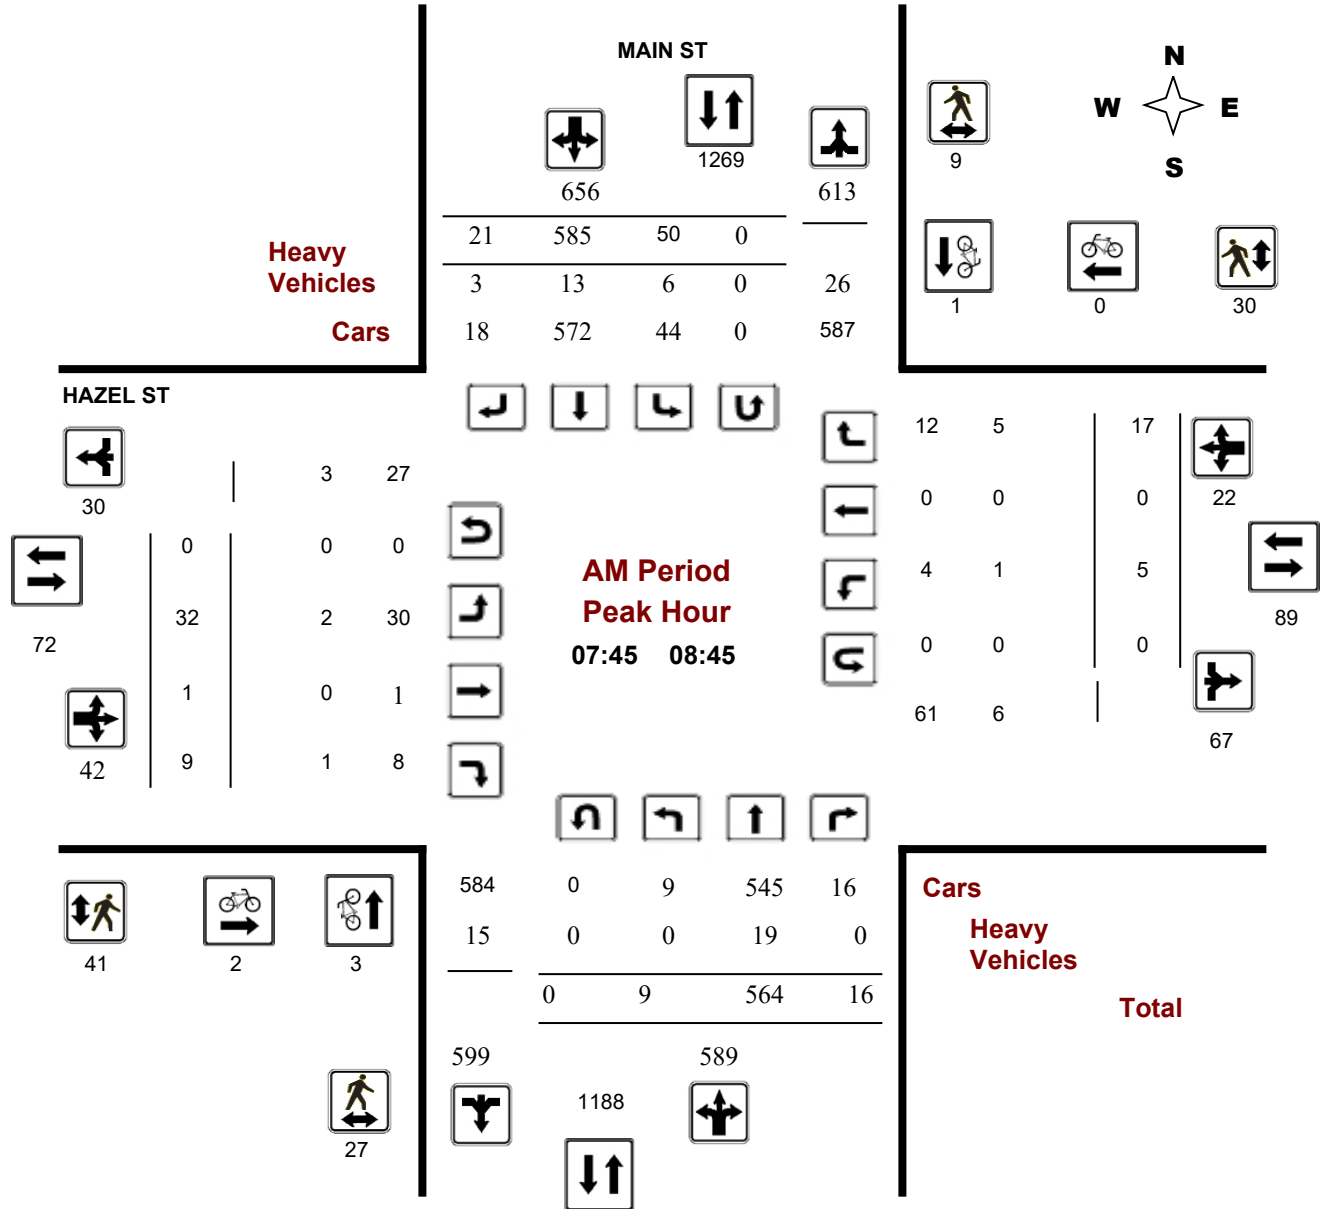 MAIN ST
N
W E
S
1269
9
656 613
21 585 50 0
Heavy
Vehicles
3 13 6 0 26
1 0 30
Cars
18 572 44 0 587
HAZEL ST
12 5 17
3 27
30
0 0 0 22
0 0 0
AM Period
4 1 5
Peak Hour
32 2 30 89
72
07:45 08:45
0 0 0
1 0 1
61 6
67
42 9 1 8
584 0 9 545 16
Cars
15 0 0 19 0
Heavy
Vehicles
41 2 3
0 9 564 16
Total
599 589
1188
27